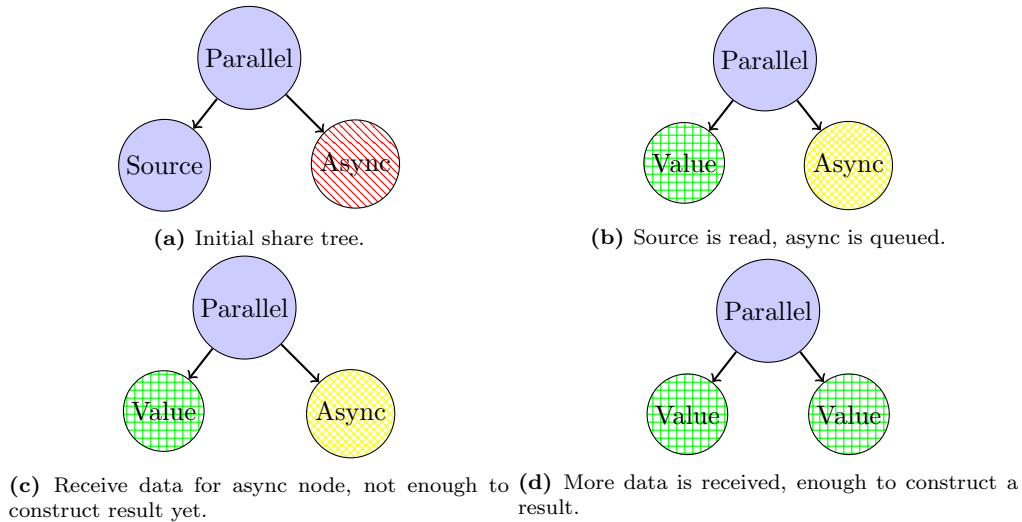 Parallel
Source
Async
(a) Initial share tree.
Parallel
Value
Async
(b) Source is read, async is queued.
Parallel
Value
Async
(c) Receive data for async node, not enough to
construct result yet.
Parallel
Value
Value
(d) More data is received, enough to construct a
result.